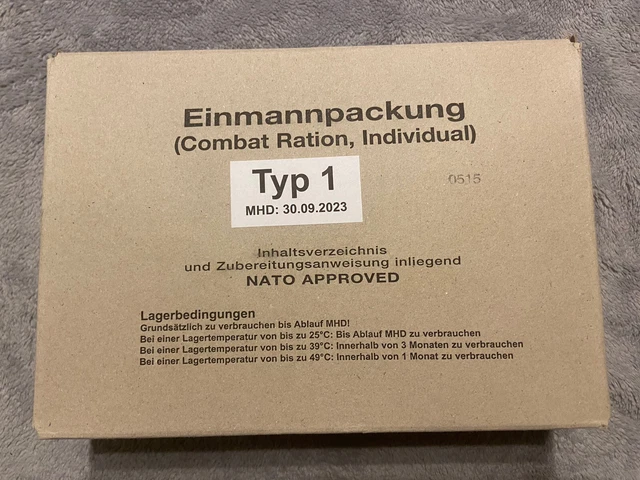 Einmannpackung
(Combat Ration, Individual)
Typ 1
MHD: 30.09.2023
0515
Inhaltsverzeichnis
und Zubereitungsanweisung inliegend
NATO APPROVED
Lagerbedingungen
Grundsätzlich zu verbrauchen bis Ablauf MHD!
Bei einer Lagertemperatur von bis zu 25°C: Bis Ablauf MHD zu verbrauchen
Bei einer Lagertemperatur von bis zu 39°C: Innerhalb von 3 Monaten zu verbrauchen
Bei einer Lagertemperatur von bis zu 49°C: Innerhalb von 1 Monat zu verbrauchen